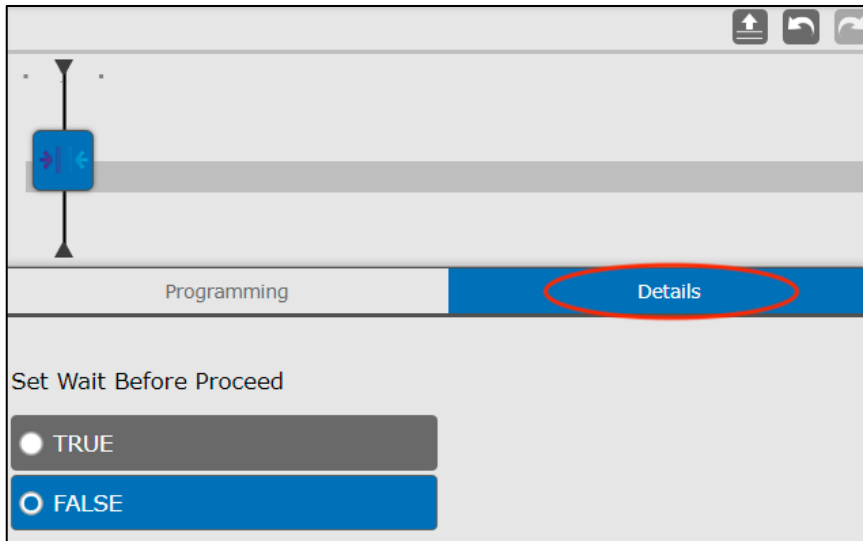 Programming
Details
Set Wait Before Proceed
TRUE
FALSE